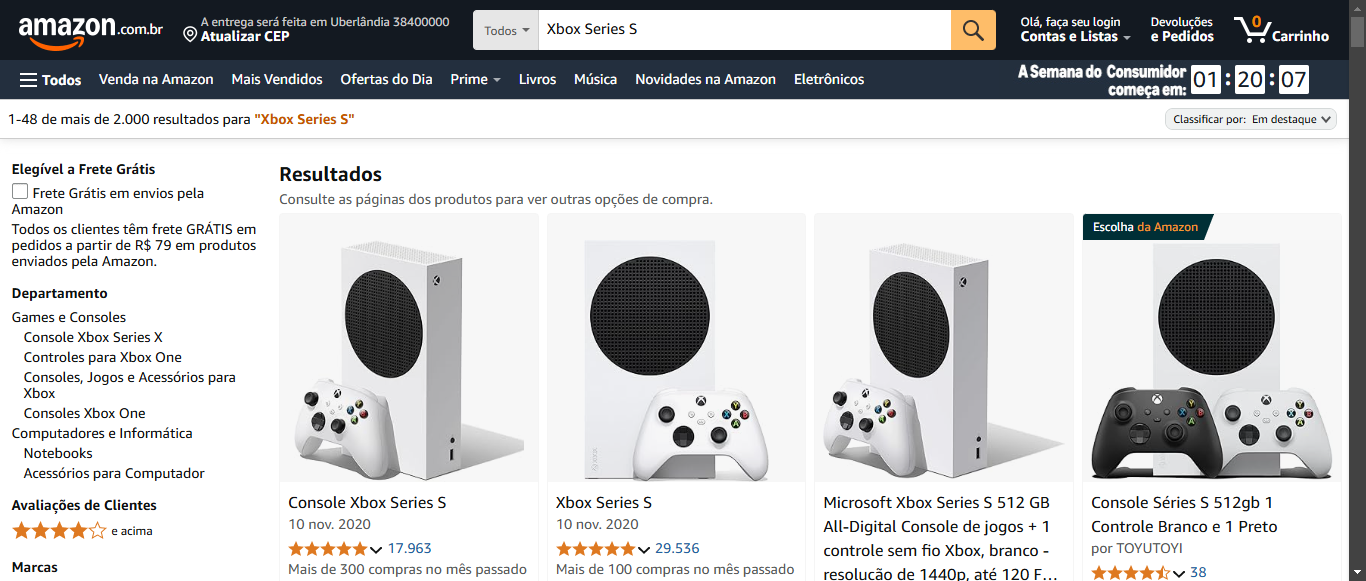 amazon.com.br
A entrega será feita em Uberlândia 38400000
Atualizar CEP
Todos
Xbox Series S
Olá, faça seu login
Contas e Listas
Devoluções
e Pedidos
0
Carrinho
Todos
Venda na Amazon
Mais Vendidos
Ofertas do Dia
Prime
Livros
Música
Novidades na Amazon
Eletrônicos
A Semana do Consumidor
começa em:
01 : 20 : 07
1-48 de mais de 2.000 resultados para "Xbox Series S"
Classificar por: Em destaque
Elegível a Frete Grátis
Frete Grátis em envios pela
Amazon
Todos os clientes têm frete GRÁTIS em
pedidos a partir de R$ 79 em produtos
enviados pela Amazon.
Departamento
Games e Consoles
Console Xbox Series X
Controles para Xbox One
Consoles, Jogos e Acessórios para
Xbox
Consoles Xbox One
Computadores e Informática
Notebooks
Acessórios para Computador
Avaliações de Clientes
e acima
Marcas
Resultados
Consulte as páginas dos produtos para ver outras opções de compra.
Console Xbox Series S
10 nov. 2020
17.963
Mais de 300 compras no mês passado
Xbox Series S
10 nov. 2020
29.536
Mais de 100 compras no mês passado
Microsoft Xbox Series S 512 GB
All-Digital Console de jogos + 1
controle sem fio Xbox, branco -
resolução de 1440p, até 120 F...
Escolha da Amazon
Console Séries S 512gb 1
Controle Branco e 1 Preto
por TOYUTOYI
38